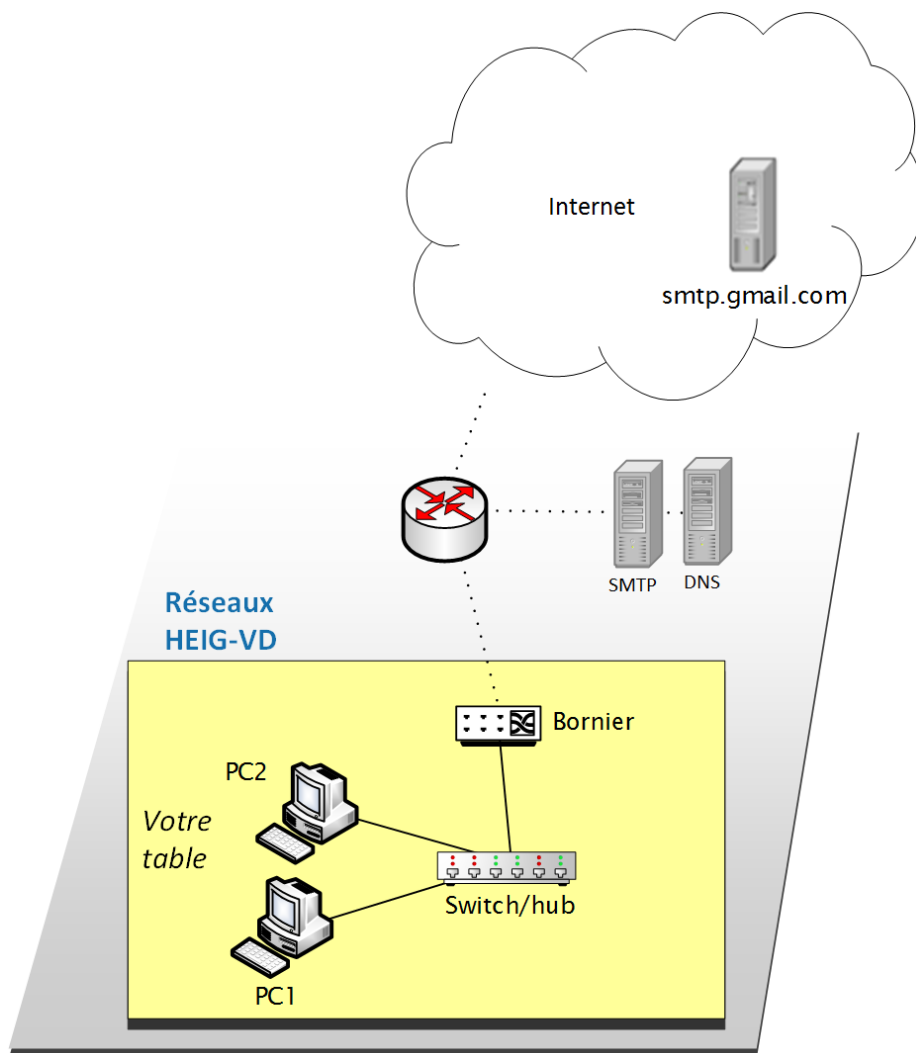 Internet
smtp.gmail.com
SMTP
DNS
Réseaux
HEIG-VD
Bornier
PC2
Votre
table
Switch/hub
PC1